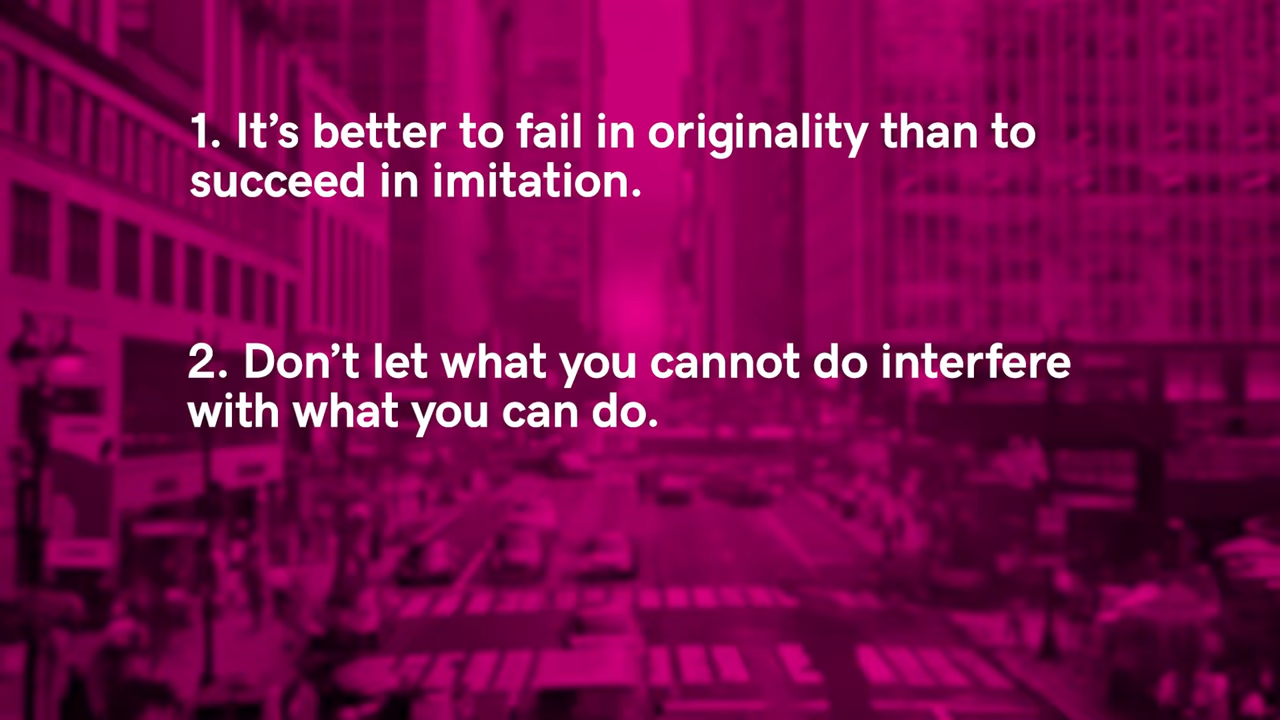 1. It’s better to fail in originality than to
succeed in imitation.
2. Don’t let what you cannot do interfere
with what you can do.